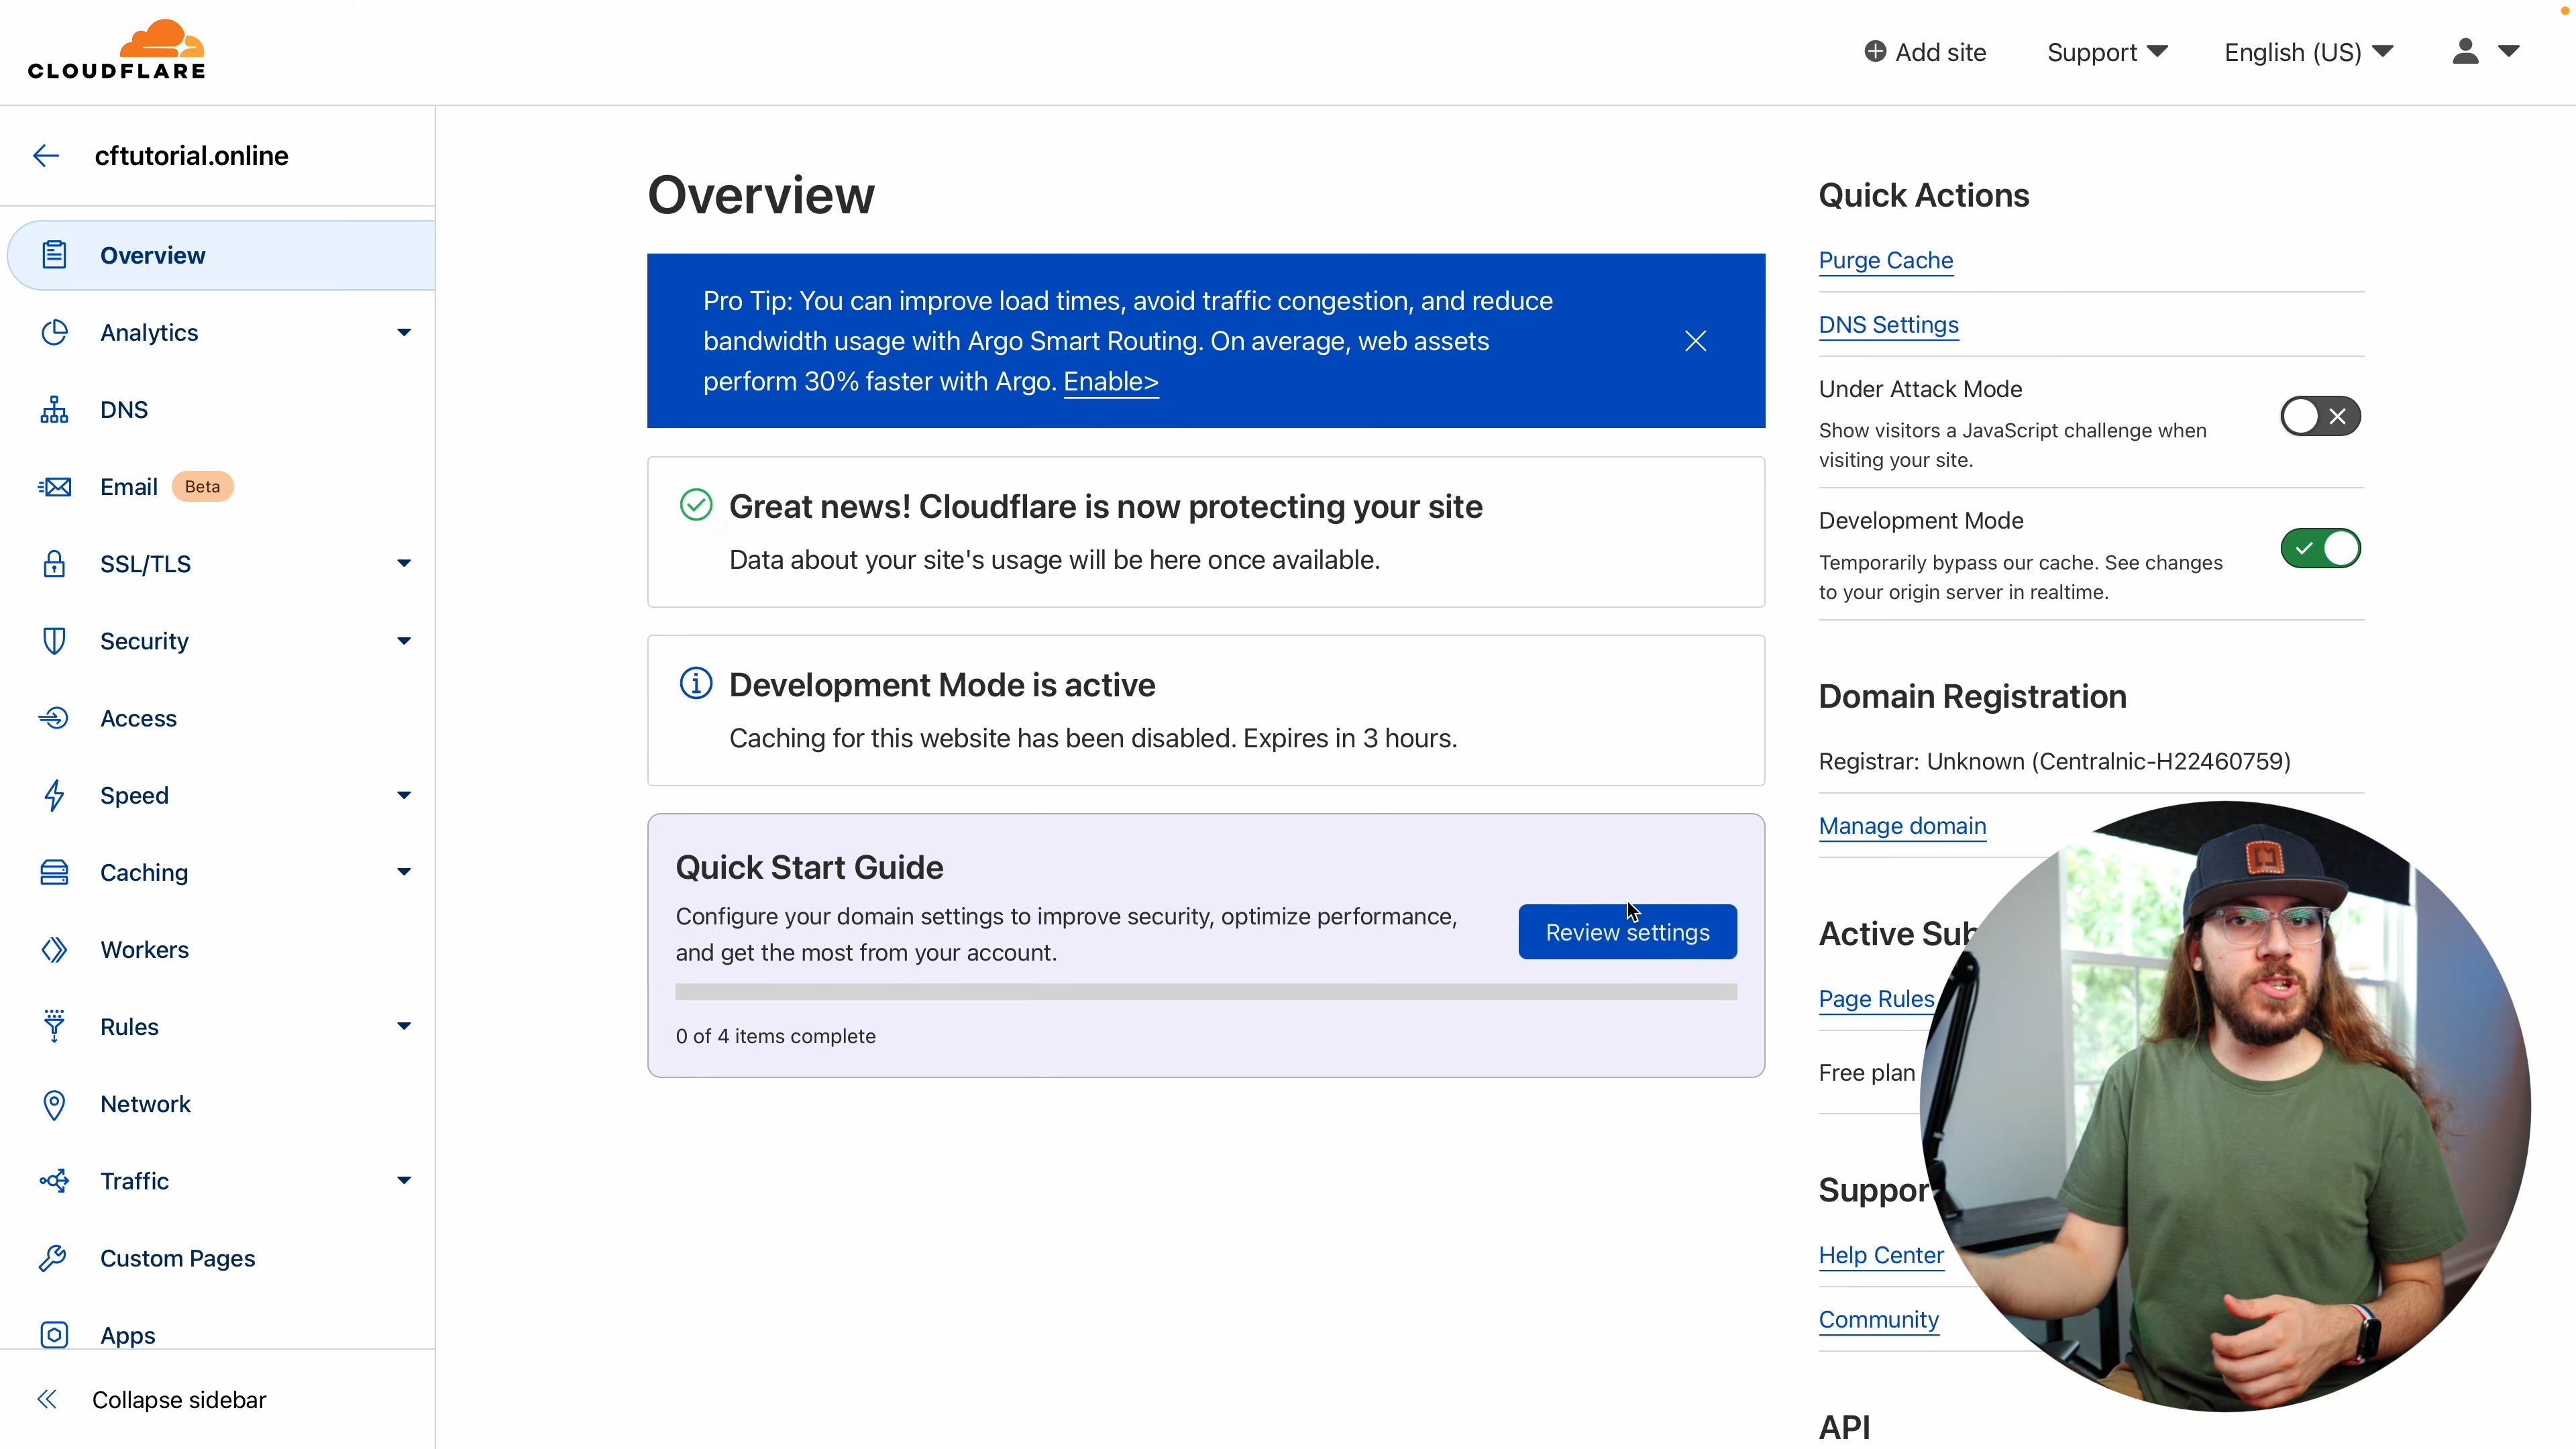 CLOUDFLARE
Add site
Support
English (US)
cftutorial.online
Overview
Analytics
DNS
Email Beta
SSL/TLS
Security
Access
Speed
Caching
Workers
Rules
Network
Traffic
Custom Pages
Apps
Collapse sidebar
Overview
Pro Tip: You can improve load times, avoid traffic congestion, and reduce
bandwidth usage with Argo Smart Routing. On average, web assets
perform 30% faster with Argo. Enable>
Great news! Cloudflare is now protecting your site
Data about your site's usage will be here once available.
Development Mode is active
Caching for this website has been disabled. Expires in 3 hours.
Quick Start Guide
Configure your domain settings to improve security, optimize performance,
and get the most from your account.
Review settings
0 of 4 items complete
Quick Actions
Purge Cache
DNS Settings
Under Attack Mode
Show visitors a JavaScript challenge when
visiting your site.
Development Mode
Temporarily bypass our cache. See changes
to your origin server in realtime.
Domain Registration
Registrar: Unknown (Centralnic-H22460759)
Manage domain
Active Sub
Page Rules
Free plan
Suppor
Help Center
Community
API